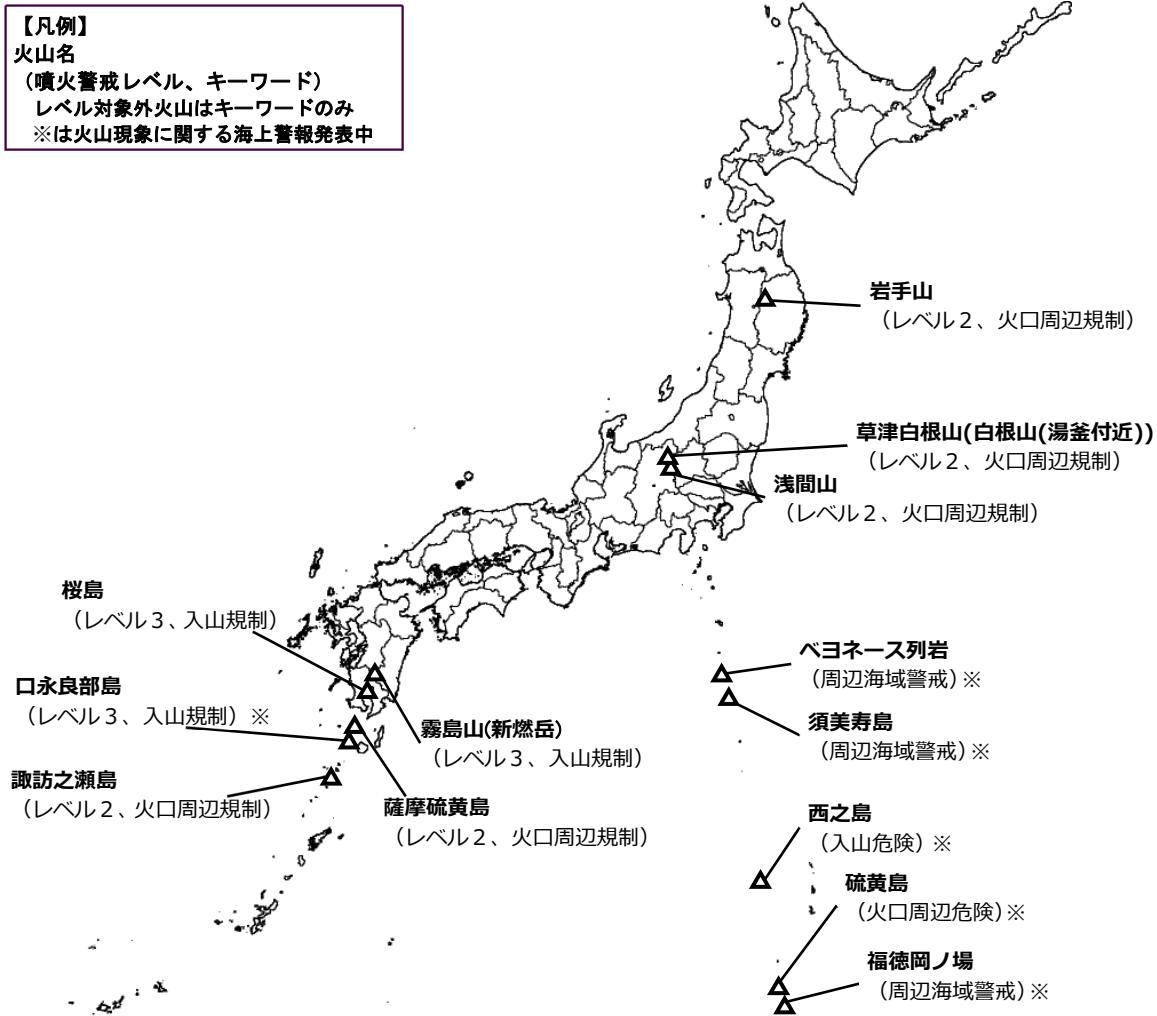 【凡例】
火山名
（噴火警戒レベル、キーワード）
レベル対象外火山はキーワードのみ
※は火山現象に関する海上警報発表中
岩手山
（レベル２、火口周辺規制）
草津白根山(白根山(湯釜付近))
（レベル２、火口周辺規制）
浅間山
（レベル２、火口周辺規制）
桜島
（レベル３、入山規制）
口永良部島
（レベル３、入山規制）※
諏訪之瀬島
（レベル２、火口周辺規制）
霧島山(新燃岳)
（レベル３、入山規制）
薩摩硫黄島
（レベル２、火口周辺規制）
ベヨネース列岩
（周辺海域警戒）※
須美寿島
（周辺海域警戒）※
西之島
（入山危険）※
硫黄島
（火口周辺危険）※
福徳岡ノ場
（周辺海域警戒）※